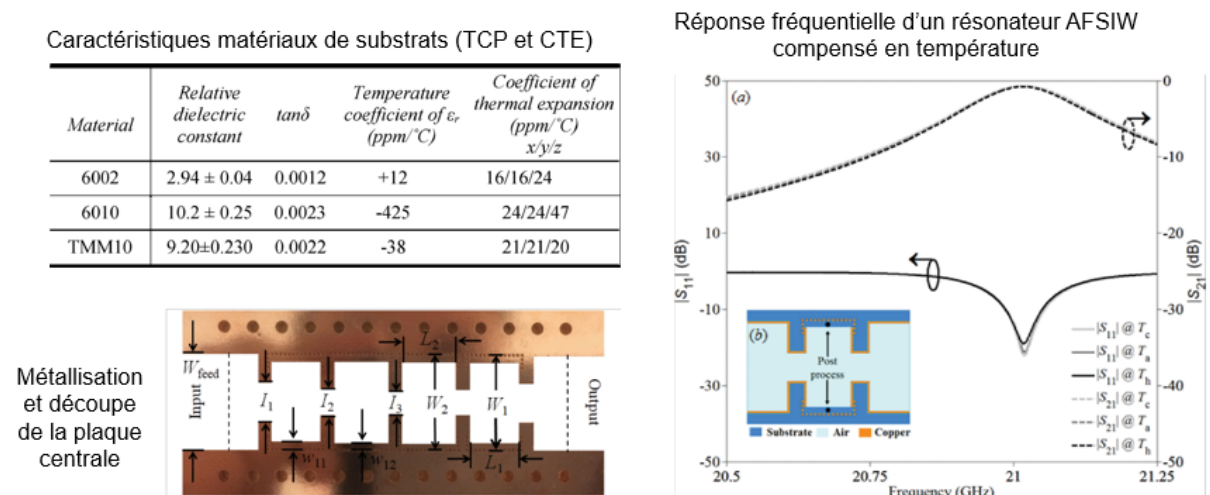 Caractéristiques matériaux de substrats (TCP et CTE)
Material Relative dielectric constant tanδ Temperature coefficient of εr (ppm/˚C) Coefficient of thermal expansion (ppm/˚C) x/y/z
6002 2.94 ± 0.04 0.0012 +12 16/16/24
6010 10.2 ± 0.25 0.0023 -425 24/24/47
TMM10 9.20±0.230 0.0022 -38 21/21/20
Métallisation
et découpe
de la plaque
centrale
Wfeed
Input
I1
I2
I3
L2
W2
W1
w11
w12
L1
Output
Réponse fréquentielle d'un résonateur AFSIW
compensé en température
(a)
|S11| (dB)
50
30
10
-10
-30
-50
|S21| (dB)
0
-10
-20
-30
-40
-50
(b)
Post
process
Substrate Air Copper
|S11| @ Tc
|S11| @ Ta
|S11| @ Th
|S21| @ Tc
|S21| @ Ta
|S21| @ Th
20.5 20.75 21 21.25
Frequency (GHz)